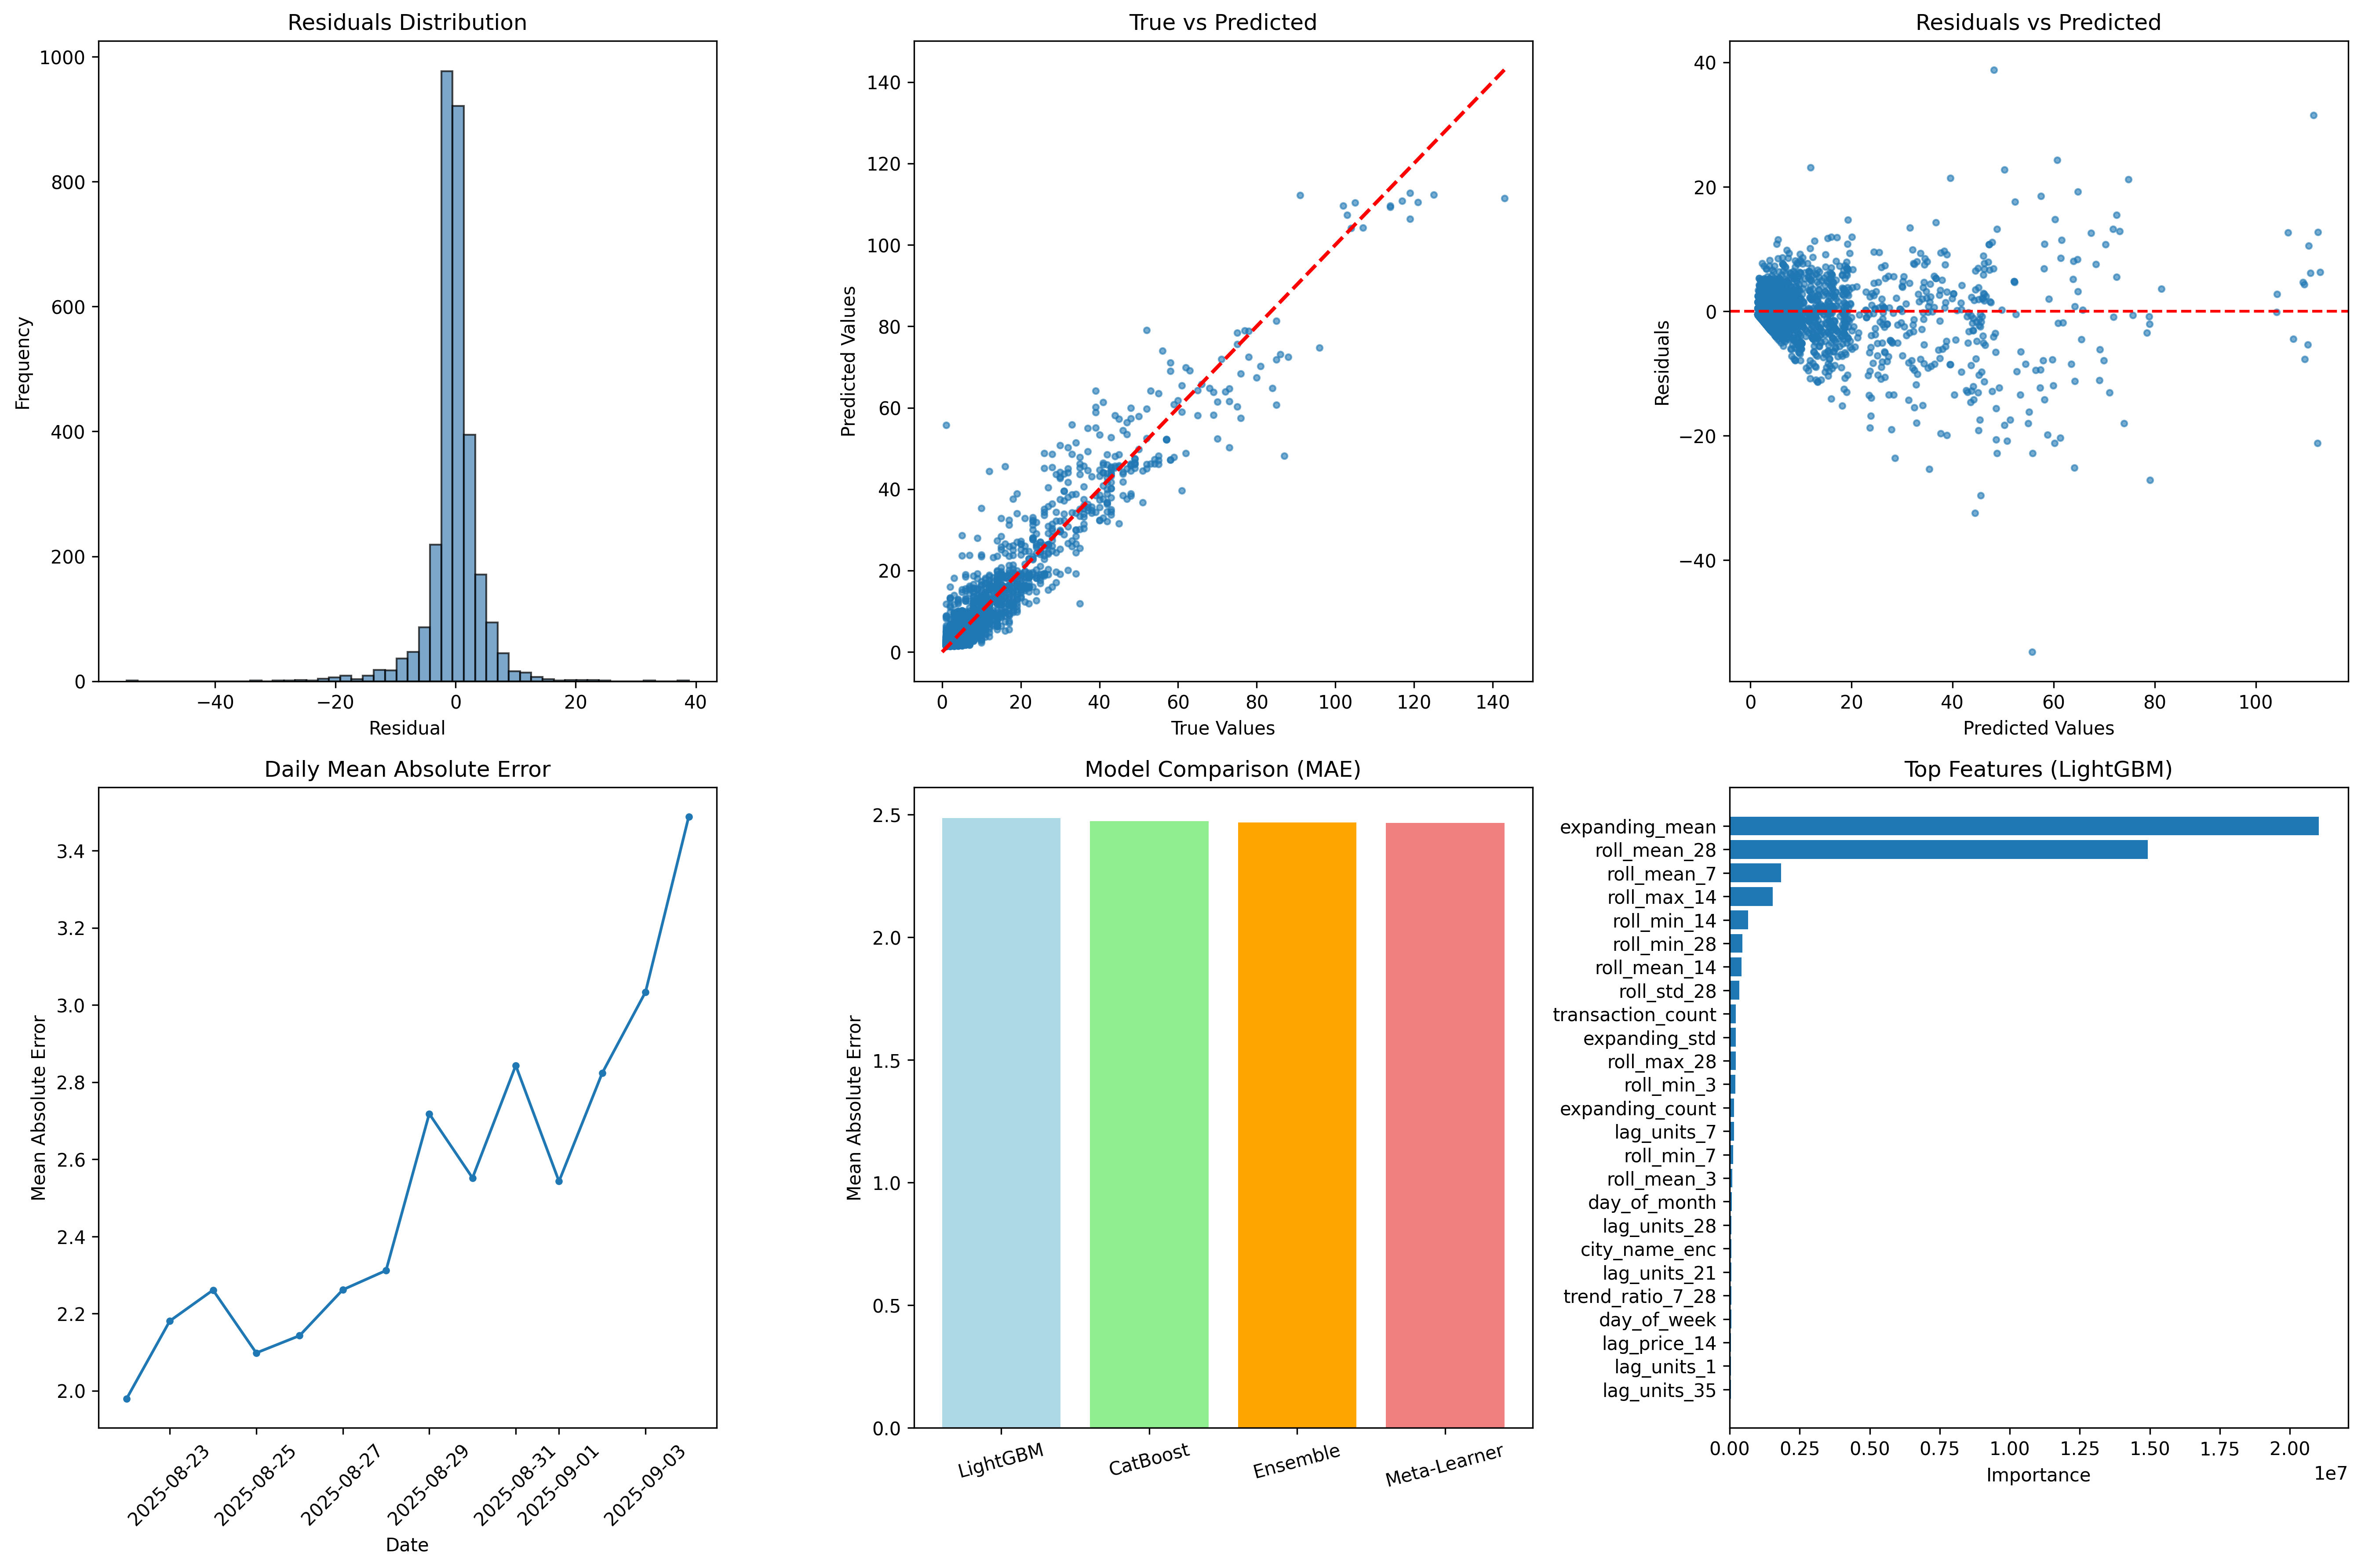 Residuals Distribution
1000
800
600
400
200
0
Frequency
−40
−20
0
20
40
Residual
True vs Predicted
140
120
100
80
60
40
20
0
Predicted Values
0
20
40
60
80
100
120
140
True Values
Residuals vs Predicted
40
20
0
−20
−40
Residuals
0
20
40
60
80
100
Predicted Values
Daily Mean Absolute Error
3.4
3.2
3.0
2.8
2.6
2.4
2.2
2.0
Mean Absolute Error
2025-08-23
2025-08-25
2025-08-27
2025-08-29
2025-08-31
2025-09-01
2025-09-03
Date
Model Comparison (MAE)
2.5
2.0
1.5
1.0
0.5
0.0
Mean Absolute Error
LightGBM
CatBoost
Ensemble
Meta-Learner
Top Features (LightGBM)
expanding_mean
roll_mean_28
roll_mean_7
roll_max_14
roll_min_14
roll_min_28
roll_mean_14
roll_std_28
transaction_count
expanding_std
roll_max_28
roll_min_3
expanding_count
lag_units_7
roll_min_7
roll_mean_3
day_of_month
lag_units_28
city_name_enc
lag_units_21
trend_ratio_7_28
day_of_week
lag_price_14
lag_units_1
lag_units_35
0.00
0.25
0.50
0.75
1.00
1.25
1.50
1.75
2.00
Importance
1e7